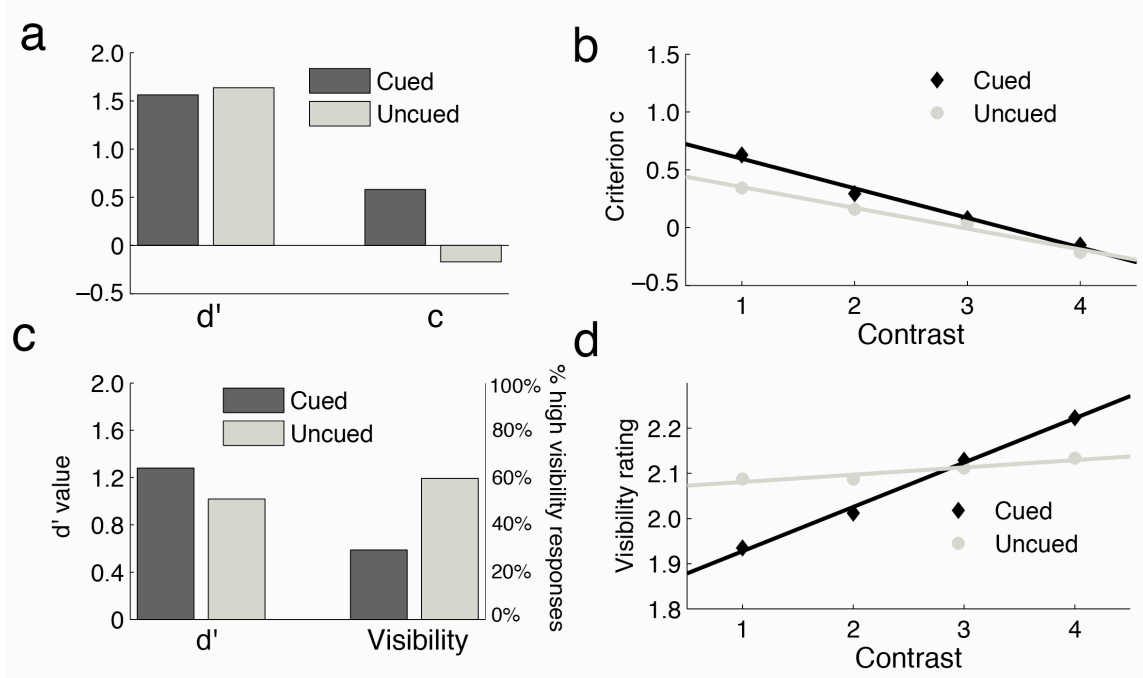 a
2.0
1.5
1.0
0.5
0
–0.5
Cued
Uncued
d'
c
b
1.5
1.0
0.5
0
–0.5
Criterion c
Cued
Uncued
1
2
3
4
Contrast
c
2.0
1.6
1.2
0.8
0.4
0
d' value
Cued
Uncued
100%
80%
60%
40%
20%
0%
% high visibility responses
d'
Visibility
d
2.2
2.1
2.0
1.9
1.8
Visibility rating
Cued
Uncued
1
2
3
4
Contrast